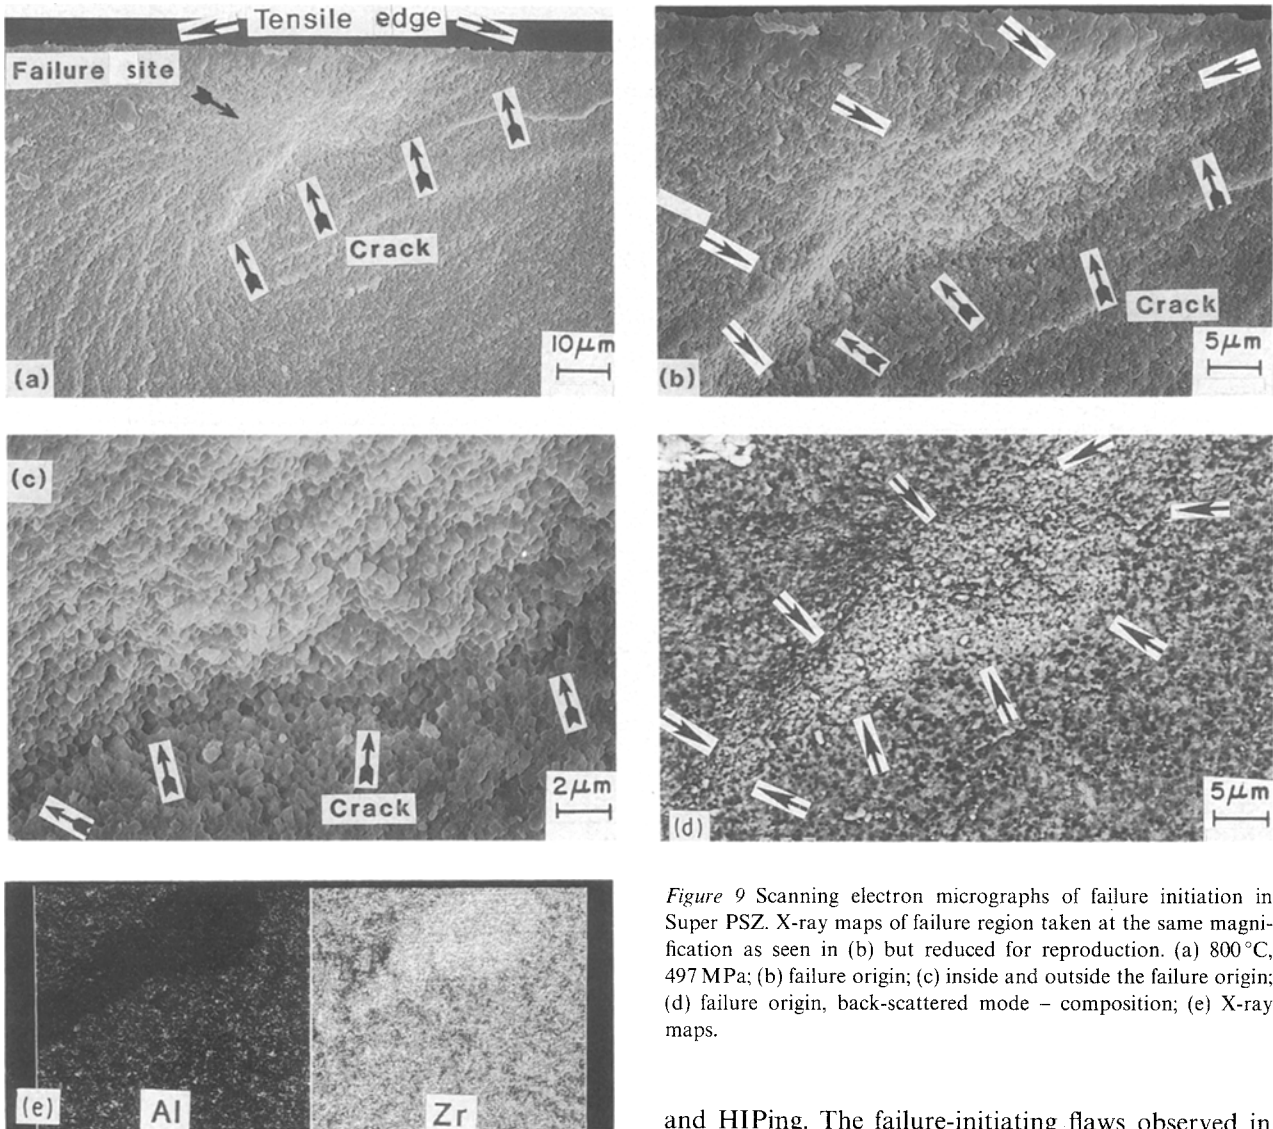 Tensile edge
Failure site
Crack
10μm
(a)
Crack
5μm
(b)
(c)
Crack
2μm
5μm
(d)
(e)
Al
Zr
Figure 9 Scanning electron micrographs of failure initiation in
Super PSZ. X-ray maps of failure region taken at the same magni-
fication as seen in (b) but reduced for reproduction. (a) 800 °C,
497 MPa; (b) failure origin; (c) inside and outside the failure origin;
(d) failure origin, back-scattered mode – composition; (e) X-ray
maps.
and HIPing. The failure-initiating flaws observed in